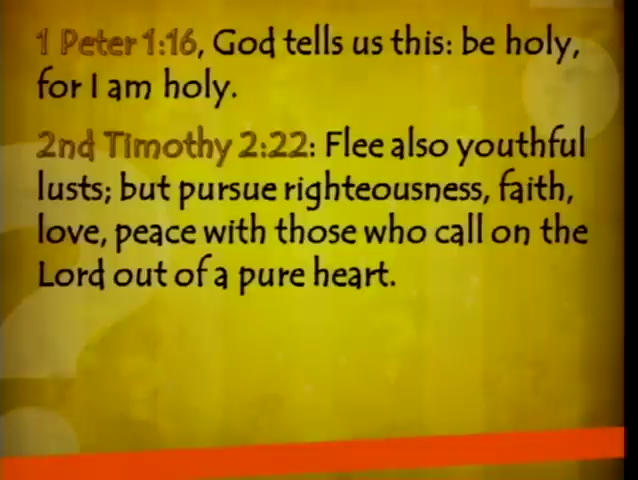 1 Peter 1:16, God tells us this: be holy,
for I am holy.
2nd Timothy 2:22: Flee also youthful
lusts; but pursue righteousness, faith,
love, peace with those who call on the
Lord out of a pure heart.